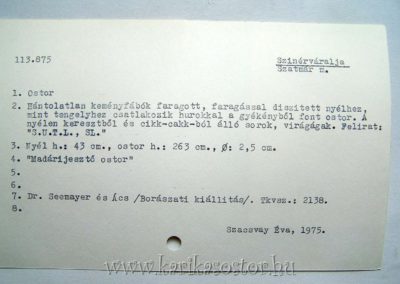 113.875
Szinérváralja
Szatmár m.
1. Ostor
2. Hántolatlan keményfábók faragott, faragással diszitett nyélhez,
mint tengelyhez csatlakozik hurokkal a gyékényből font ostor. A
nyélen keresztből és cikk-cakk-ból álló sorok, virágágak. Felirat:
"S.U.T.L., SL."
3. Nyél h.: 43 cm., ostor h.: 263 cm., Ø: 2,5 cm.
4. "Madárijesztő ostor"
5.
6.
7. Dr. Seemayer és Ács /Borászati kiállitás/. Tkvsz.: 2138.
8.
Szacsvay Éva, 1975.
www.karikasostor.hu